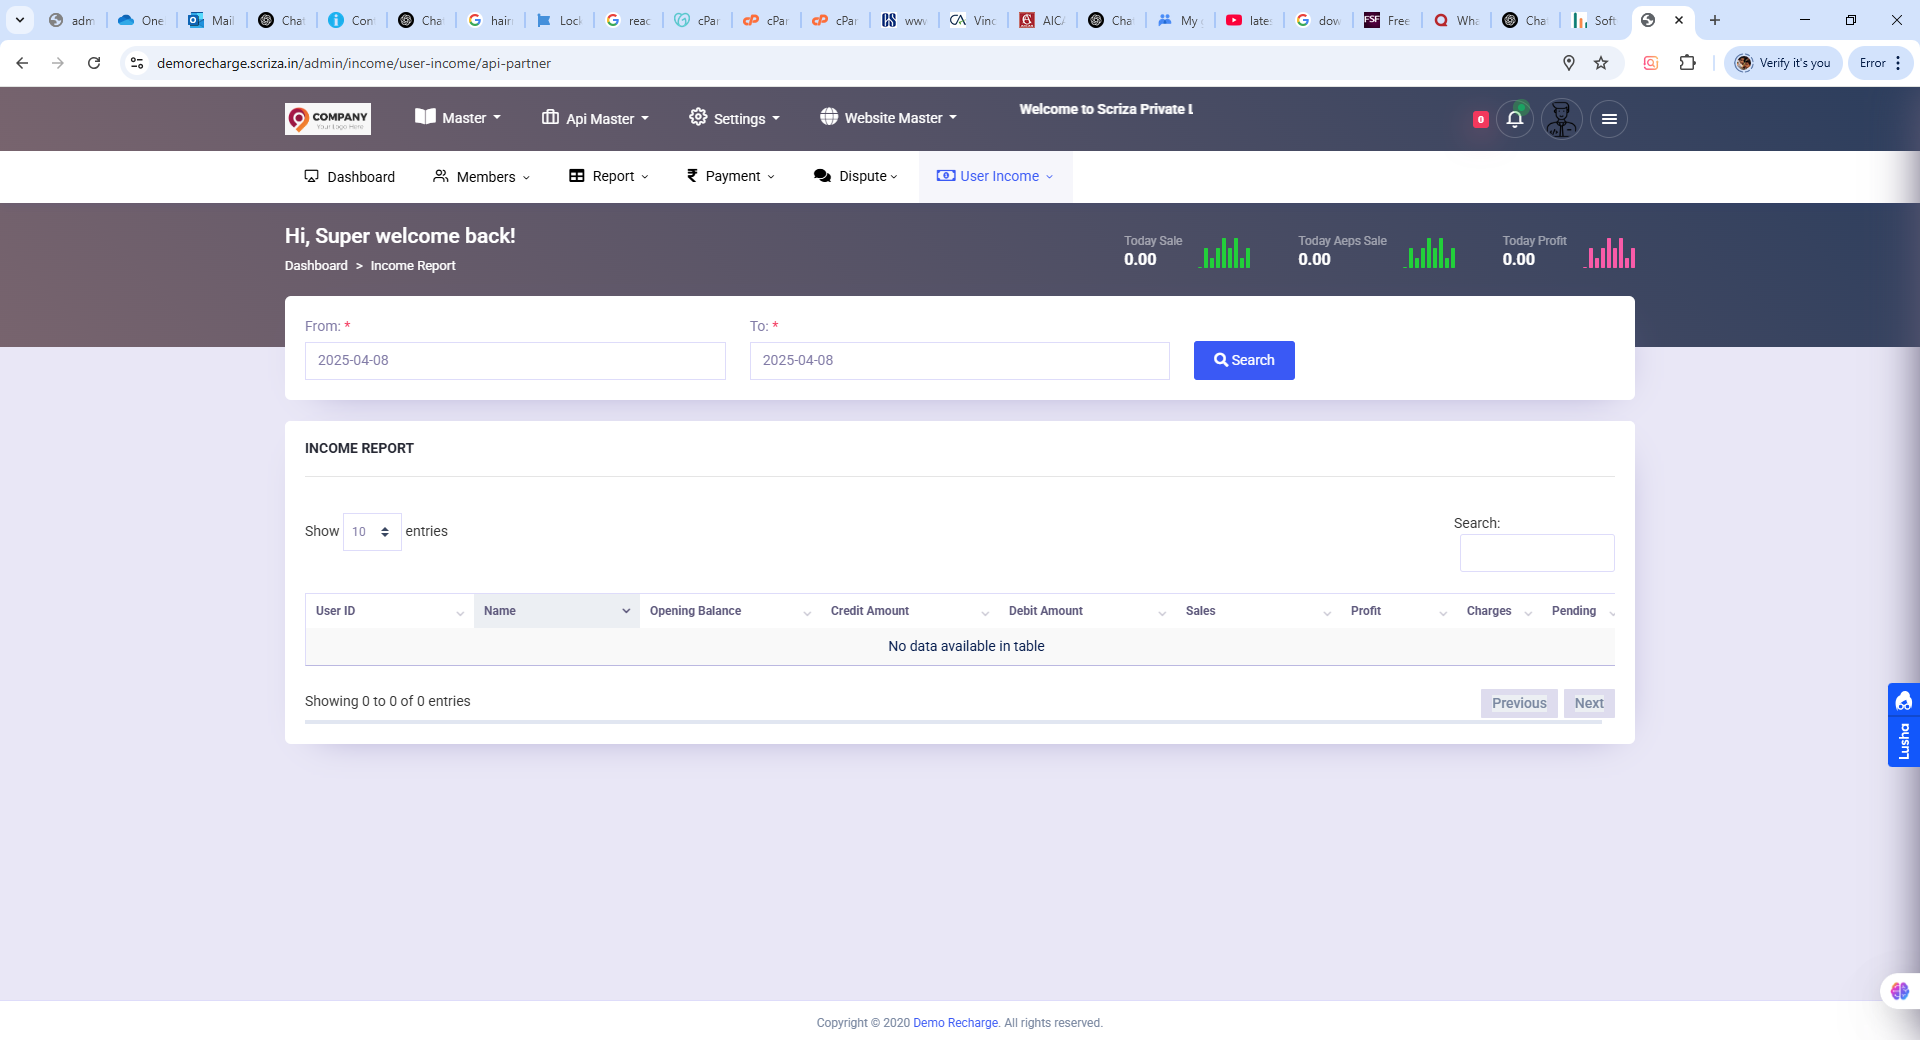 adm
One
Mail
Chat
Con
Chat
hair
Lock
reac
cPar
cPar
cPar
www
Vinc
AICA
Chat
My
late
dow
Free
Wha
Chat
Soft
demorecharge.scriza.in/admin/income/user-income/api-partner
Verify it's you
Error
COMPANY
Your Logo Here
Master
Api Master
Settings
Website Master
Welcome to Scriza Private L
0
Dashboard
Members
Report
Payment
Dispute
User Income
Hi, Super welcome back!
Dashboard > Income Report
Today Sale
0.00
Today Aeps Sale
0.00
Today Profit
0.00
From: *
2025-04-08
To: *
2025-04-08
Search
INCOME REPORT
Show 10 entries
Search:
User ID Name Opening Balance Credit Amount Debit Amount Sales Profit Charges Pending
No data available in table
Showing 0 to 0 of 0 entries
Previous Next
Lusha
Copyright © 2020 Demo Recharge. All rights reserved.